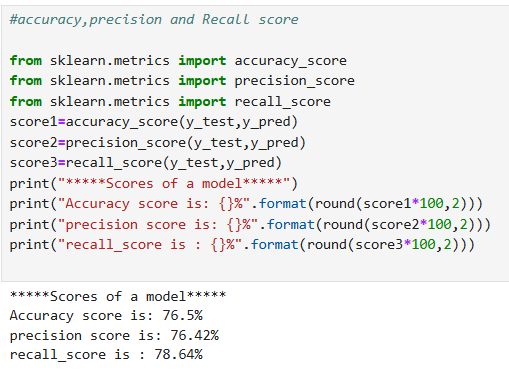 #accuracy,precision and Recall score
from sklearn.metrics import accuracy_score
from sklearn.metrics import precision_score
from sklearn.metrics import recall_score
score1=accuracy_score(y_test,y_pred)
score2=precision_score(y_test,y_pred)
score3=recall_score(y_test,y_pred)
print("*****Scores of a model*****")
print("Accuracy score is: {}%".format(round(score1*100,2)))
print("precision score is: {}%".format(round(score2*100,2)))
print("recall_score is : {}%".format(round(score3*100,2)))
*****Scores of a model*****
Accuracy score is: 76.5%
precision score is: 76.42%
recall_score is : 78.64%